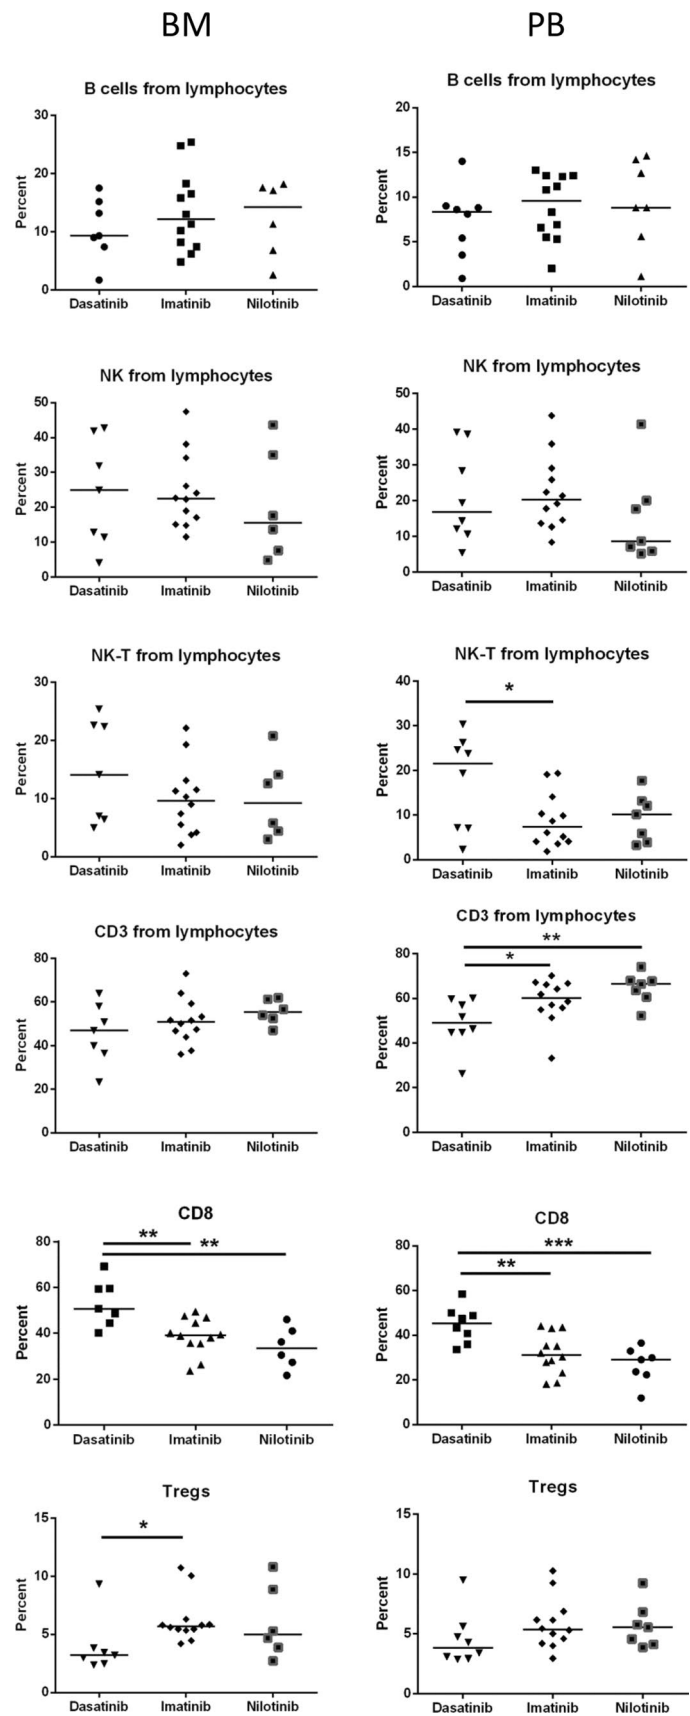 BM PB
B cells from lymphocytes B cells from lymphocytes
Percent
30
20
10
0
Dasatinib Imatinib Nilotinib
Percent
20
15
10
5
0
Dasatinib Imatinib Nilotinib
NK from lymphocytes NK from lymphocytes
Percent
50
40
30
20
10
0
Dasatinib Imatinib Nilotinib
Percent
50
40
30
20
10
0
Dasatinib Imatinib Nilotinib
NK-T from lymphocytes NK-T from lymphocytes
Percent
30
20
10
0
Dasatinib Imatinib Nilotinib
Percent
*
40
30
20
10
0
Dasatinib Imatinib Nilotinib
CD3 from lymphocytes CD3 from lymphocytes
Percent
80
60
40
20
0
Dasatinib Imatinib Nilotinib
Percent
**
*
80
60
40
20
0
Dasatinib Imatinib Nilotinib
CD8 CD8
Percent
** **
80
60
40
20
0
Dasatinib Imatinib Nilotinib
Percent
***
**
80
60
40
20
0
Dasatinib Imatinib Nilotinib
Tregs Tregs
Percent
*
15
10
5
0
Dasatinib Imatinib Nilotinib
Percent
15
10
5
0
Dasatinib Imatinib Nilotinib